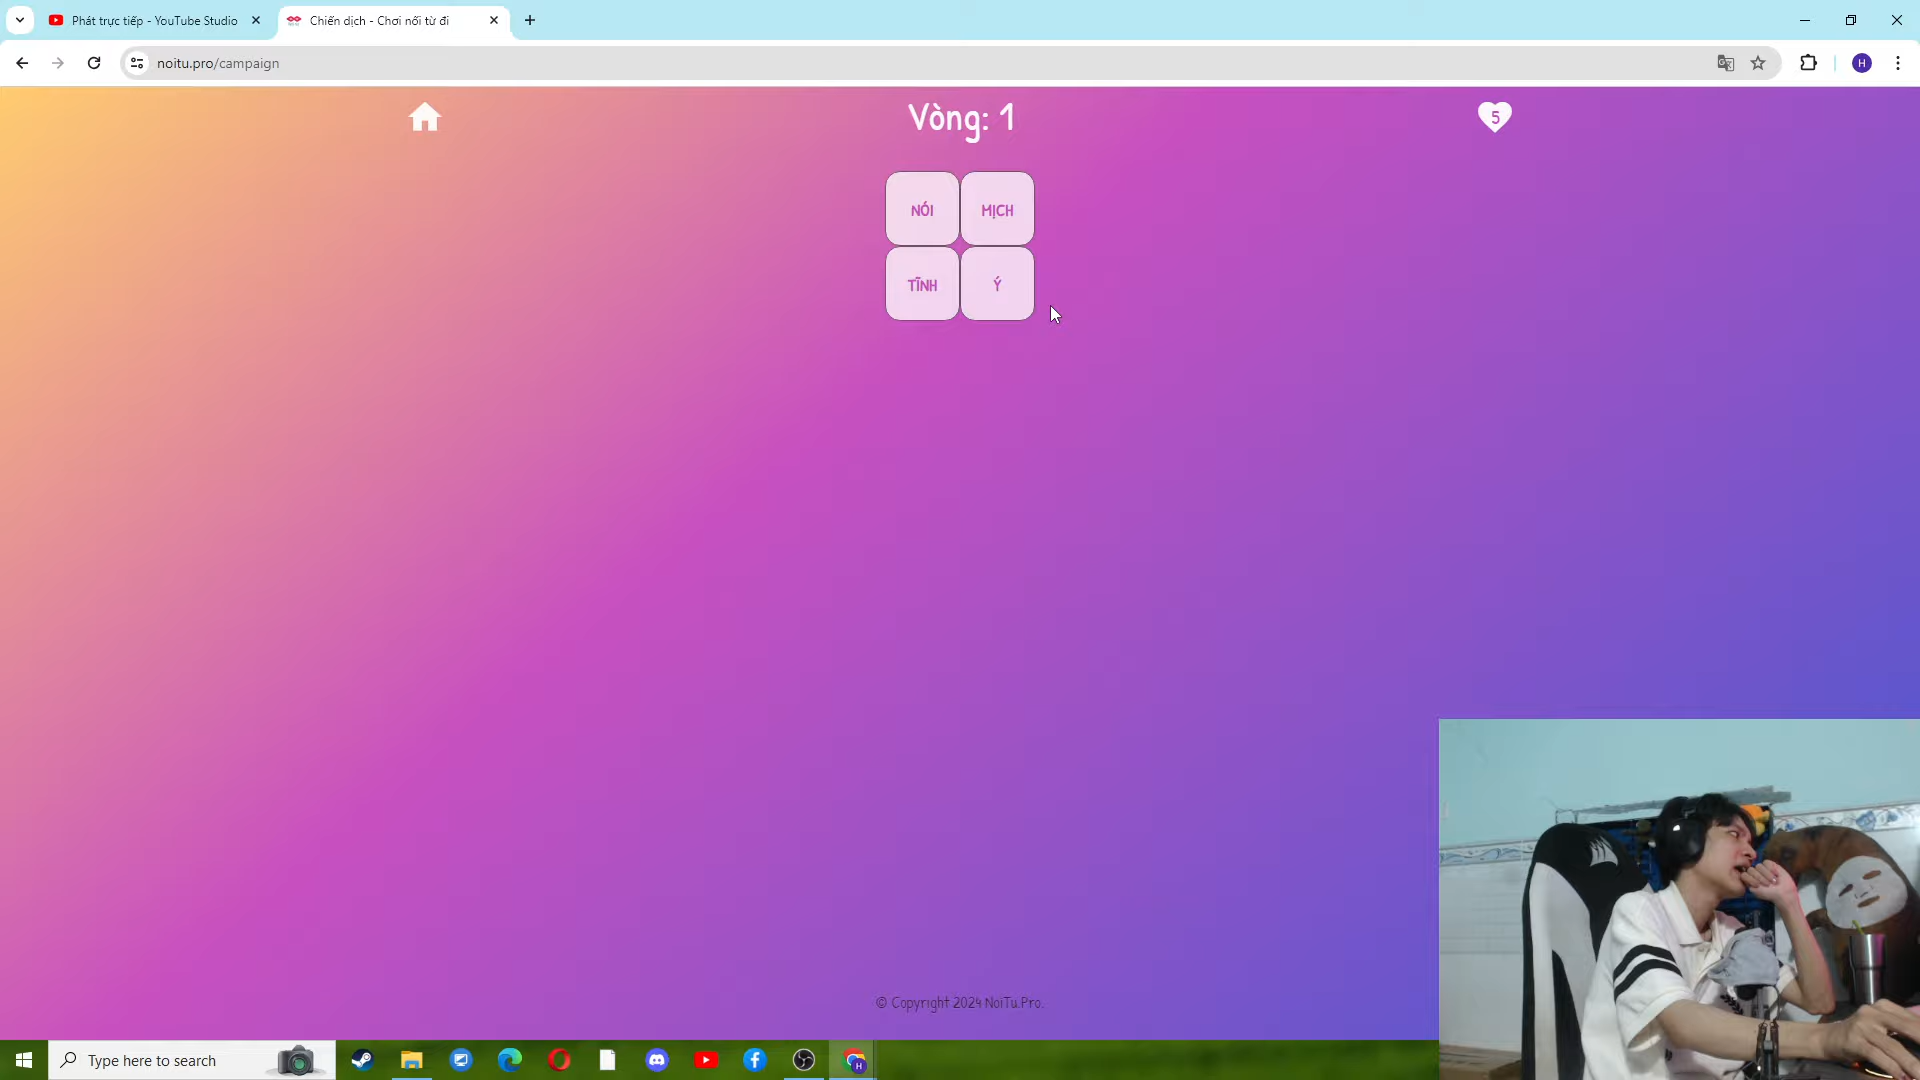 Phát trực tiếp - YouTube Studio
Chiến dịch - Chơi nối từ đi
noitu.pro/campaign
H
Vòng: 1
5
NÓI
MỊCH
TĨNH
Ý
© Copyright 2024 NoiTu.Pro.
Type here to search
H